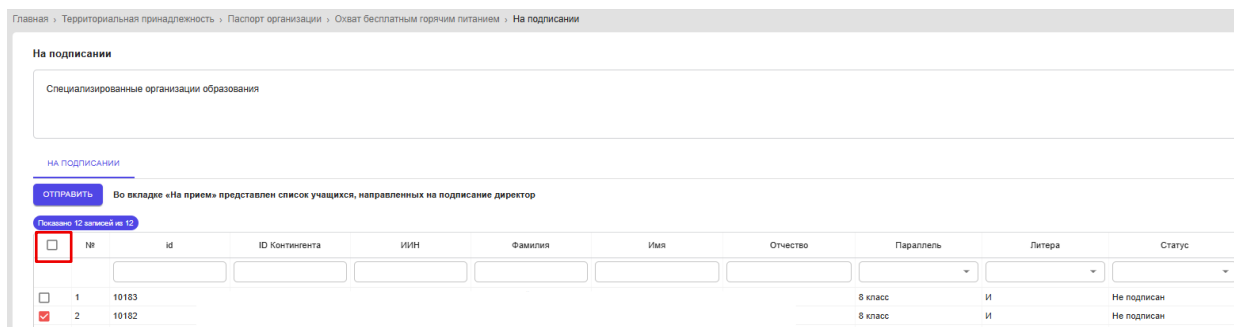 Главная › Территориальная принадлежность › Паспорт организации › Охват бесплатным горячим питанием › На подписании
На подписании
Специализированные организации образования
НА ПОДПИСАНИИ
ОТПРАВИТЬ Во вкладке «На прием» представлен список учащихся, направленных на подписание директор
Показано 12 записей из 12
№ id ID Контингента ИИН Фамилия Имя Отчество Параллель Литера Статус
1 10183 8 класс И Не подписан
2 10182 8 класс И Не подписан